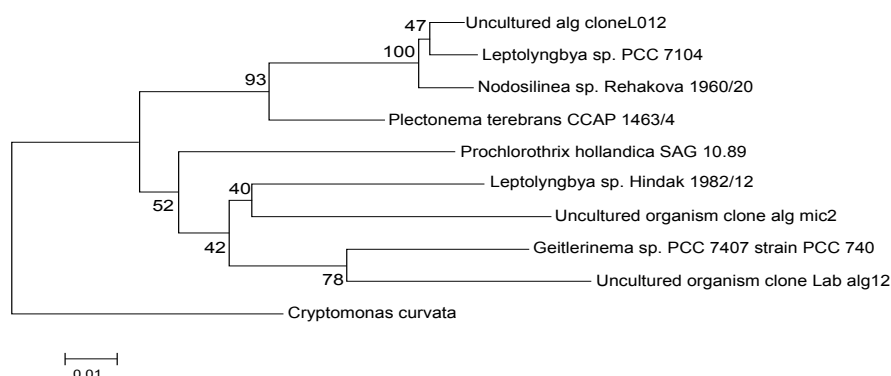 Uncultured alg cloneL012
47
Leptolyngbya sp. PCC 7104
100
Nodosilinea sp. Rehakova 1960/20
93
Plectonema terebrans CCAP 1463/4
Prochlorothrix hollandica SAG 10.89
Leptolyngbya sp. Hindak 1982/12
40
52
Uncultured organism clone alg mic2
42
Geitlerinema sp. PCC 7407 strain PCC 740
78
Uncultured organism clone Lab alg12
Cryptomonas curvata
0.01